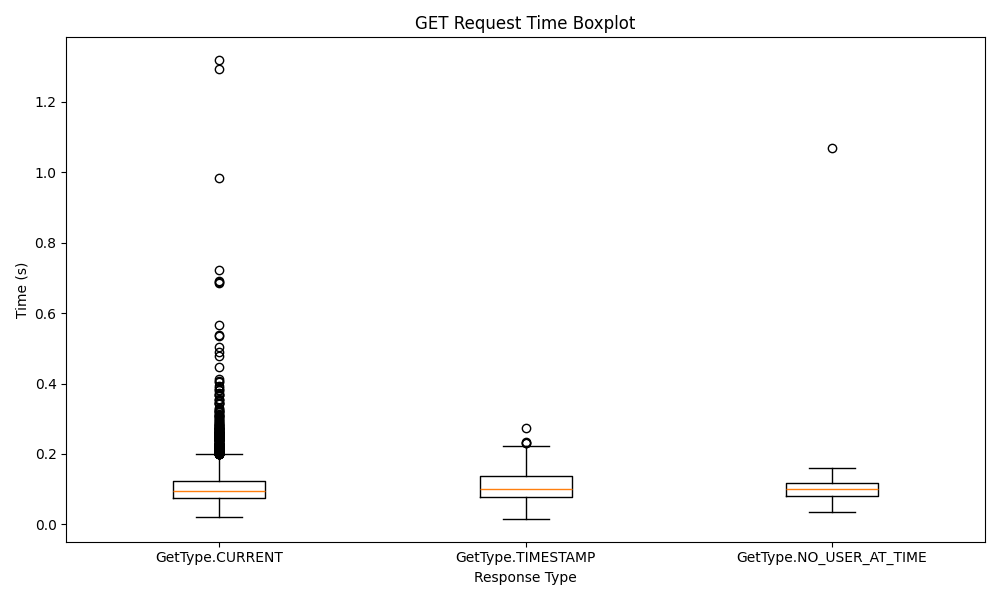 GET Request Time Boxplot
Time (s)
1.2
1.0
0.8
0.6
0.4
0.2
0.0
GetType.CURRENT
GetType.TIMESTAMP
GetType.NO_USER_AT_TIME
Response Type